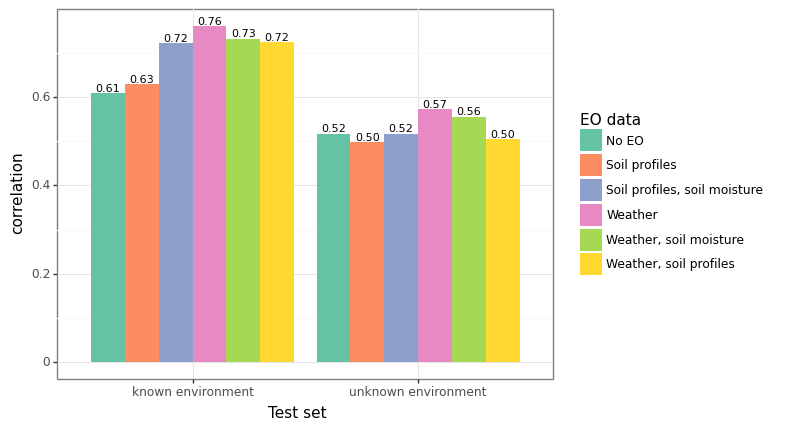 0.61
0.63
0.72
0.76
0.73
0.72
0.52
0.50
0.52
0.57
0.56
0.50
0.6
0.4
0.2
0
correlation
known environment
unknown environment
Test set
EO data
No EO
Soil profiles
Soil profiles, soil moisture
Weather
Weather, soil moisture
Weather, soil profiles